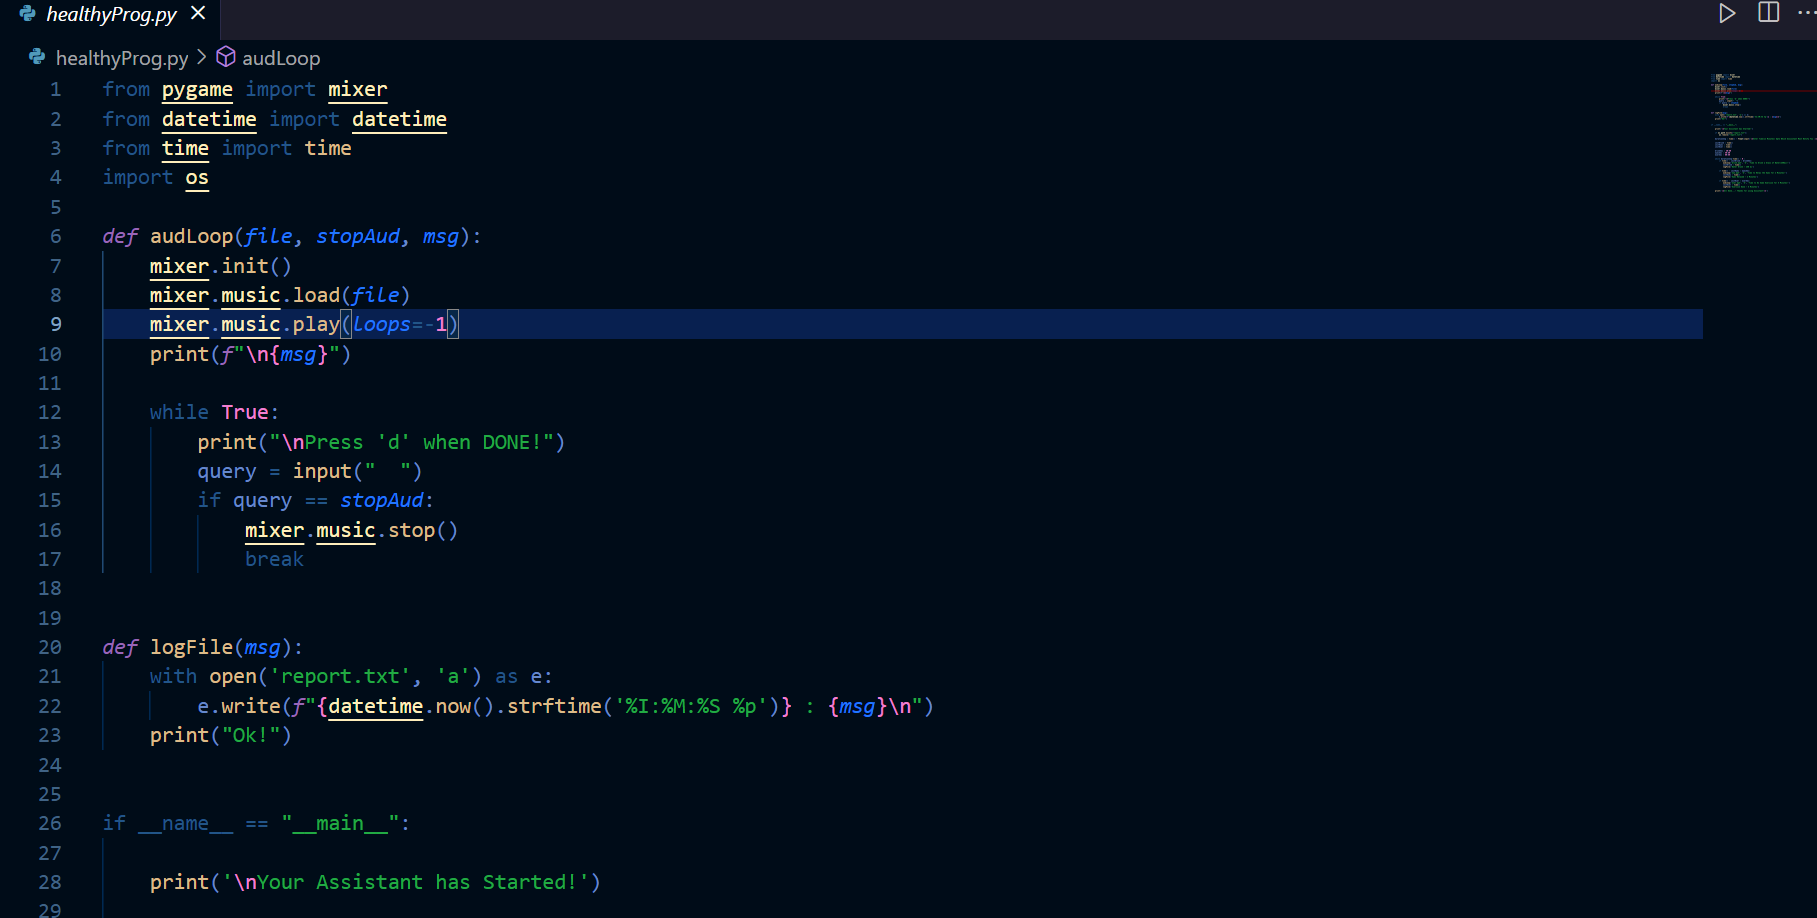 healthyProg.py
healthyProg.py > audLoop
1 from pygame import mixer
2 from datetime import datetime
3 from time import time
4 import os
5
6 def audLoop(file, stopAud, msg):
7     mixer.init()
8     mixer.music.load(file)
9     mixer.music.play(loops=-1)
10     print(f"\n{msg}")
11
12     while True:
13         print("\nPress 'd' when DONE!")
14         query = input("  ")
15         if query == stopAud:
16             mixer.music.stop()
17             break
18
19
20 def logFile(msg):
21     with open('report.txt', 'a') as e:
22         e.write(f"{datetime.now().strftime('%I:%M:%S %p')} : {msg}\n")
23     print("Ok!")
24
25
26 if __name__ == "__main__":
27
28     print('\nYour Assistant has Started!')
29